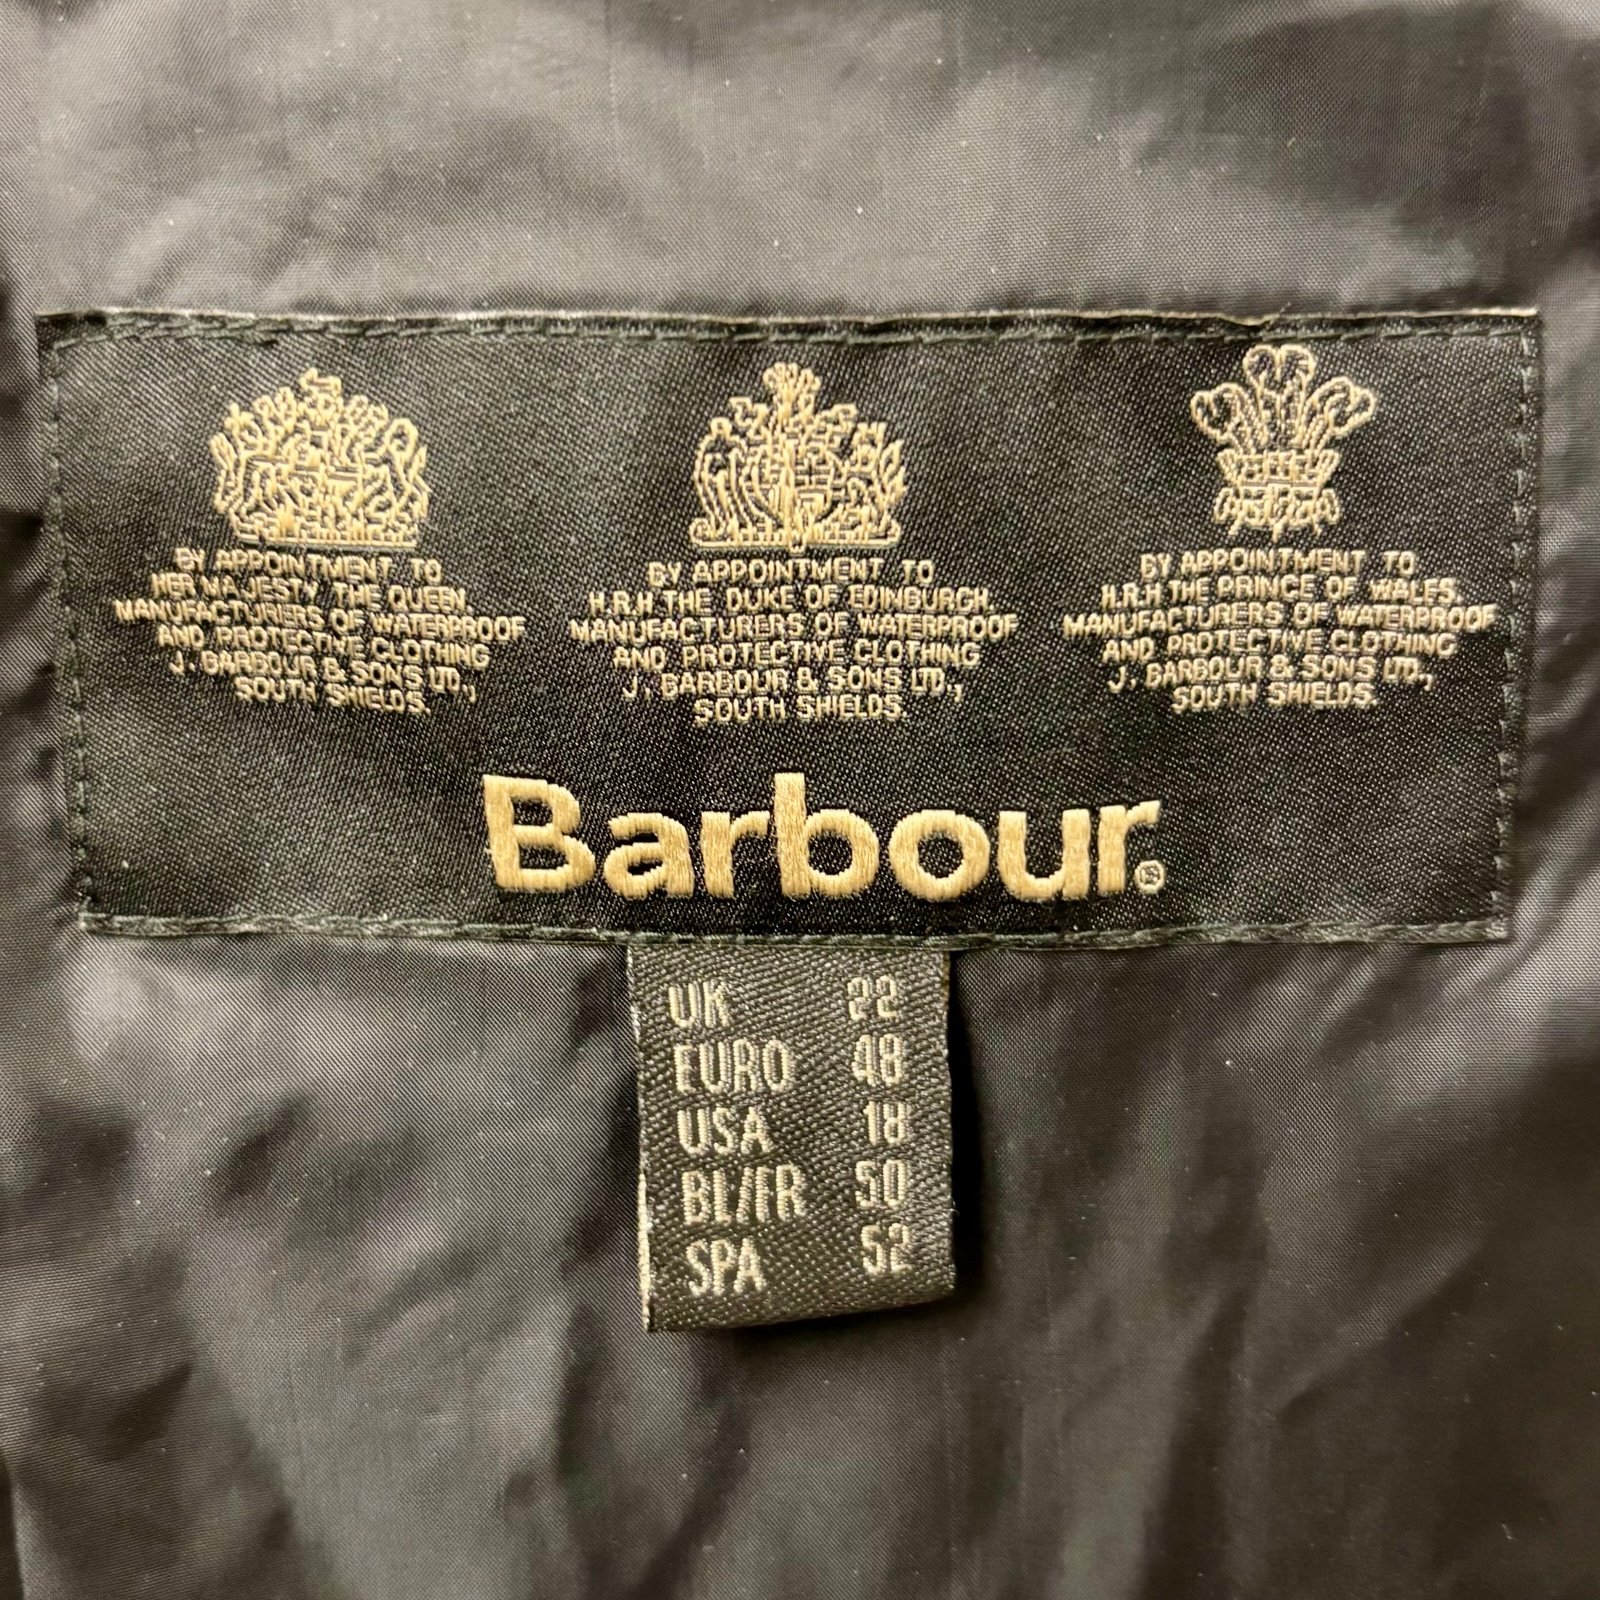 BY APPOINTMENT TO
HER MAJESTY THE QUEEN
MANUFACTURERS OF WATERPROOF
AND PROTECTIVE CLOTHING
J. BARBOUR & SONS LTD.,
SOUTH SHIELDS.
BY APPOINTMENT TO
H.R.H. THE DUKE OF EDINBURGH
MANUFACTURERS OF WATERPROOF
AND PROTECTIVE CLOTHING
J. BARBOUR & SONS LTD.,
SOUTH SHIELDS.
BY APPOINTMENT TO
H.R.H THE PRINCE OF WALES
MANUFACTURERS OF WATERPROOF
AND PROTECTIVE CLOTHING
J. BARBOUR & SONS LTD.,
SOUTH SHIELDS.
Barbour®
UK 22
EURO 48
USA 18
BL/FR 50
SPA 52